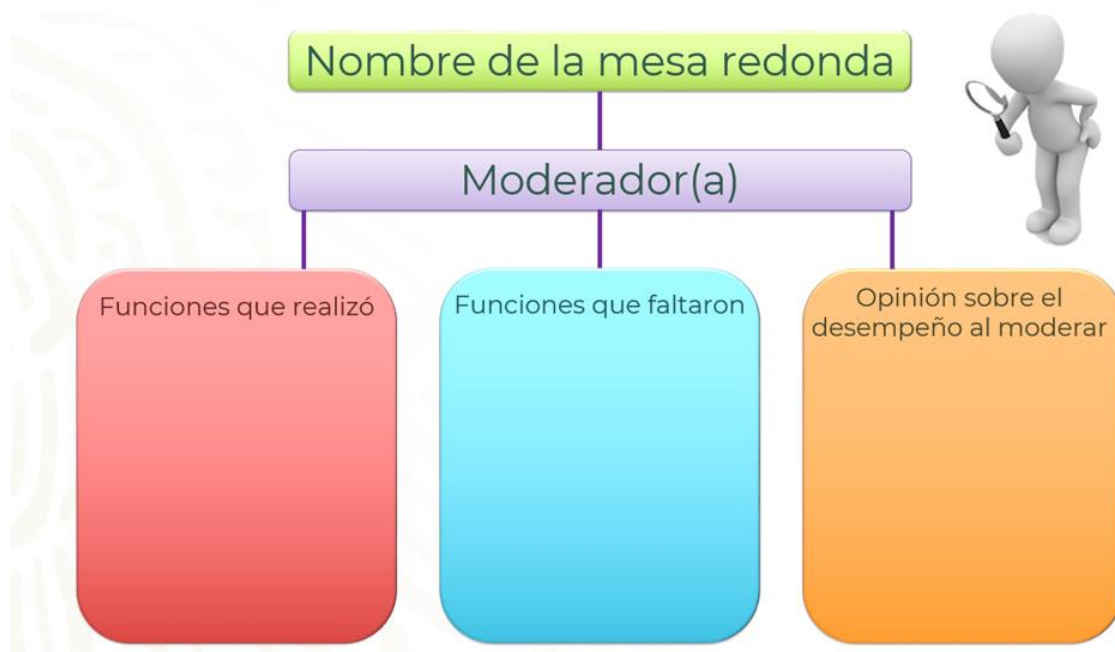 Nombre de la mesa redonda
Moderador(a)
Funciones que realizó
Funciones que faltaron
Opinión sobre el
desempeño al moderar